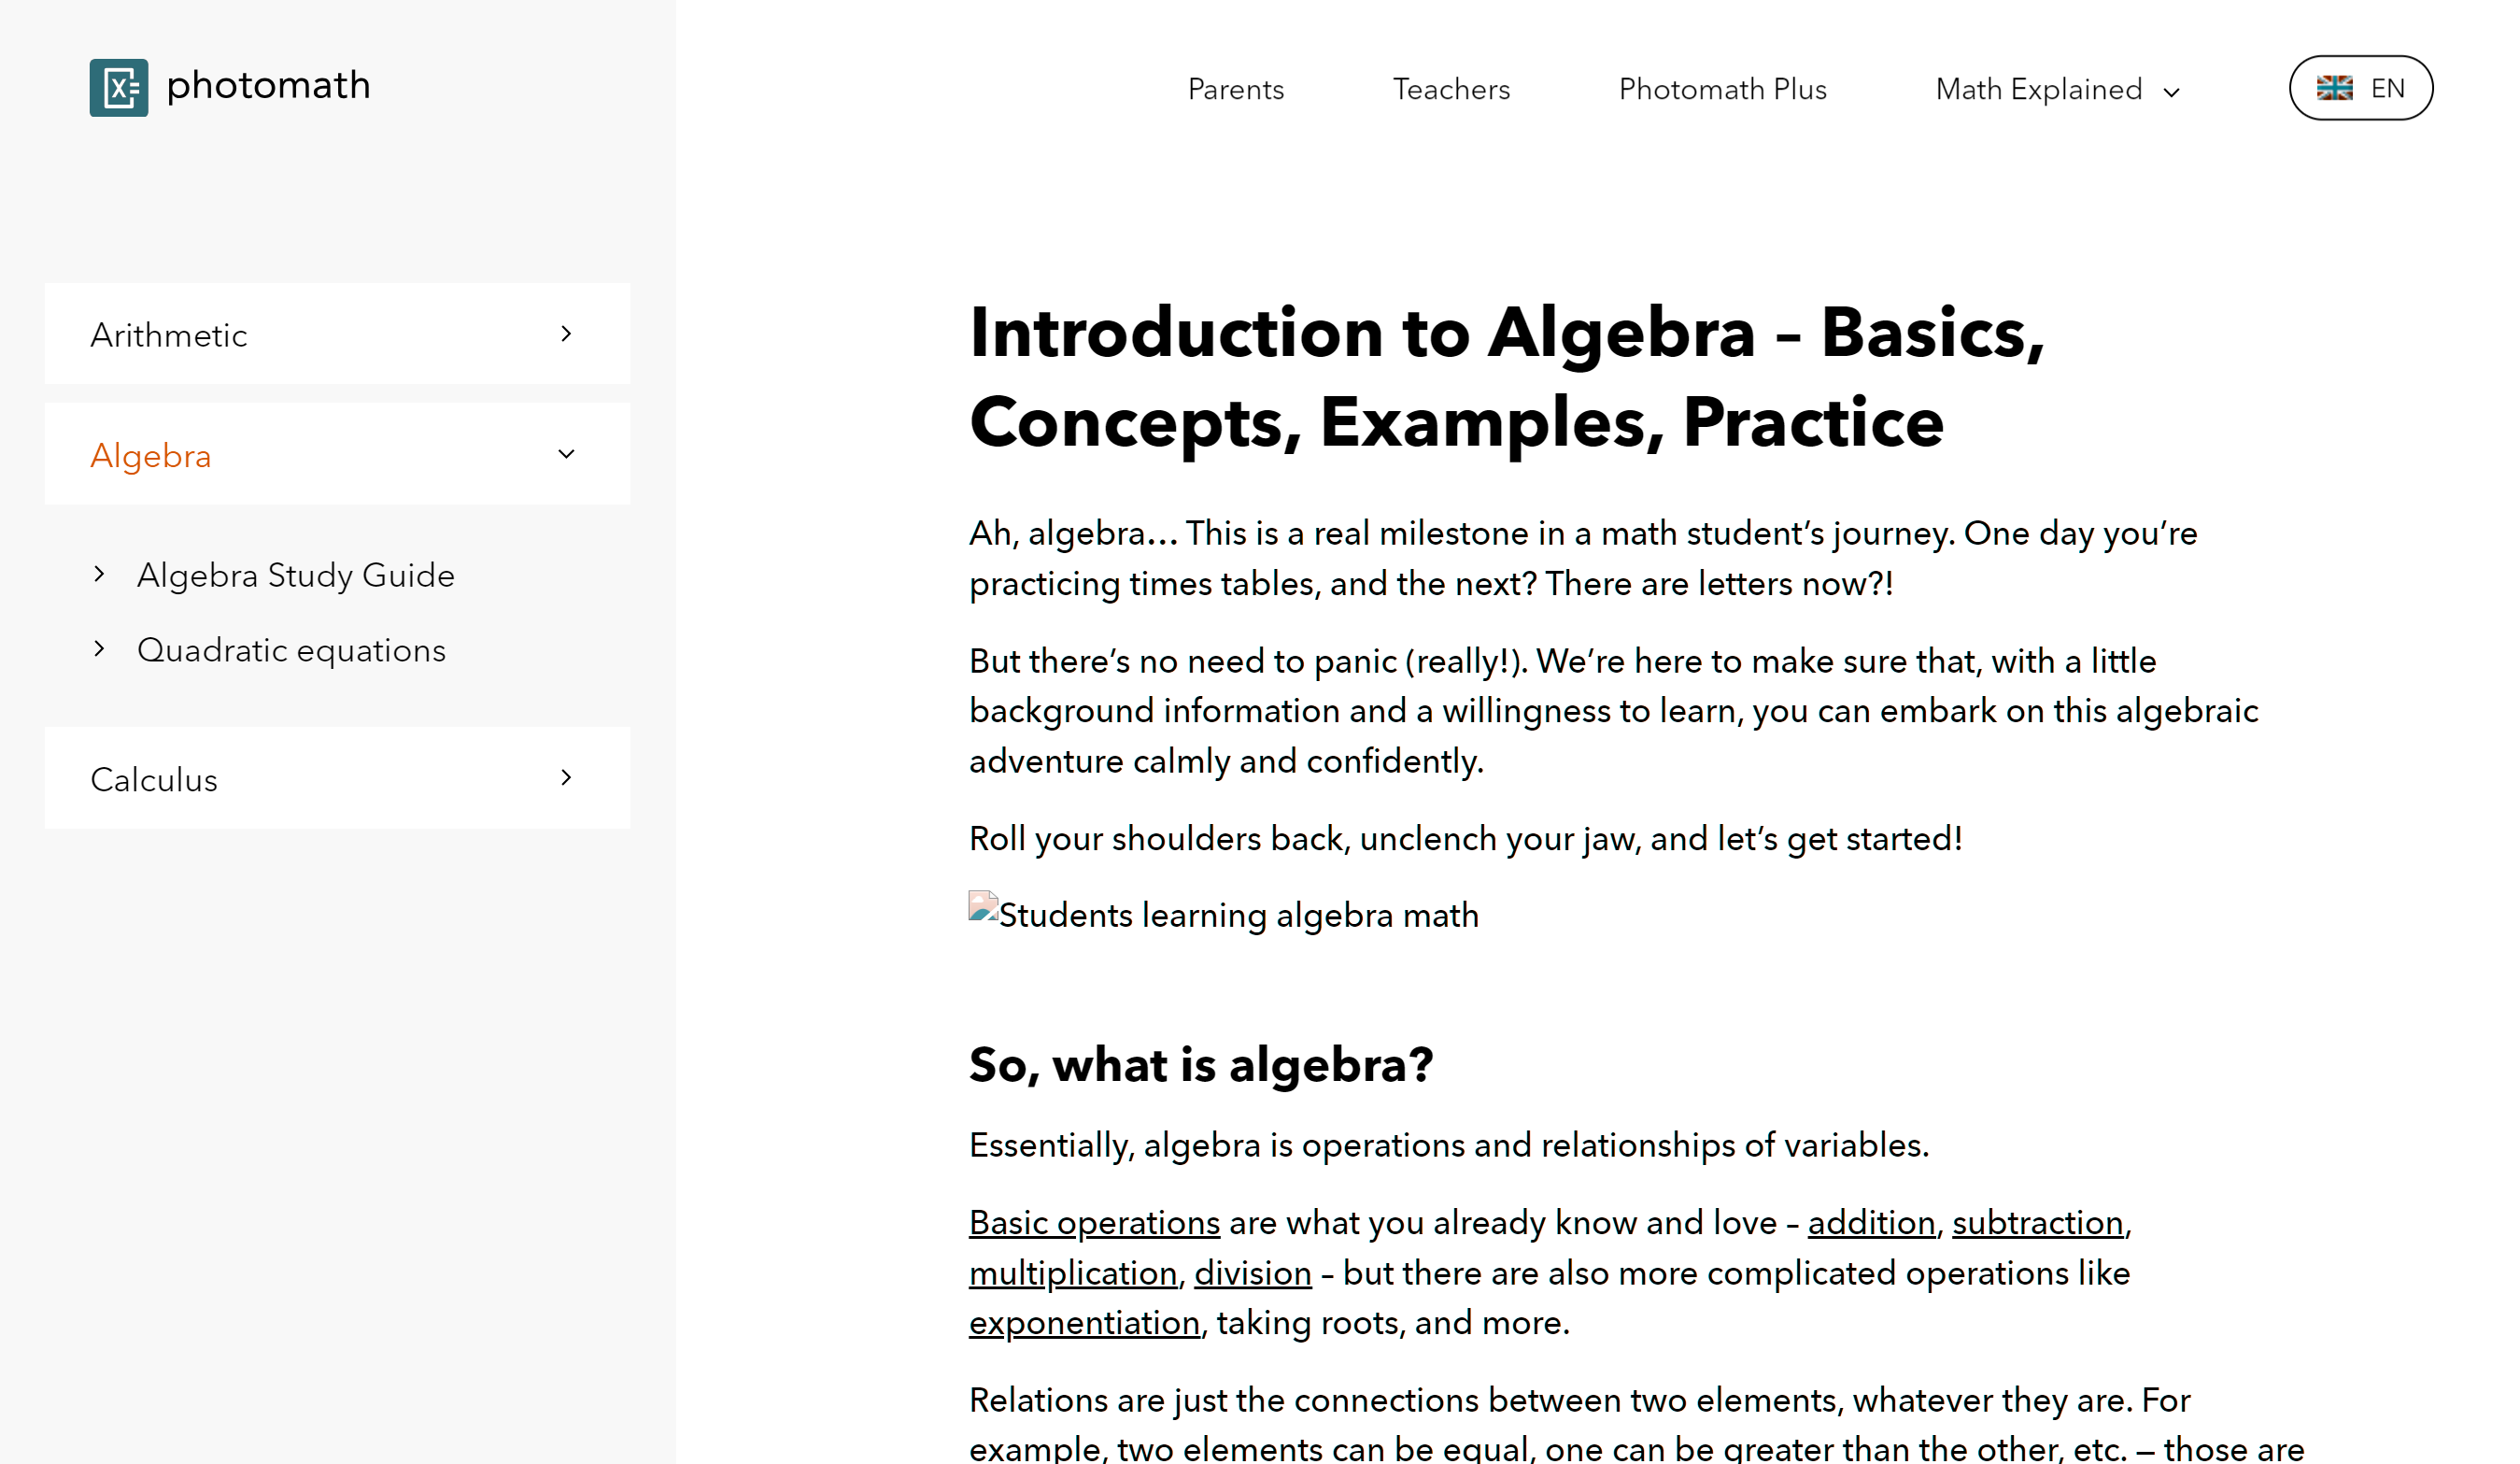 photomath
Parents
Teachers
Photomath Plus
Math Explained
EN
Arithmetic
Algebra
Algebra Study Guide
Quadratic equations
Calculus
Introduction to Algebra – Basics,
Concepts, Examples, Practice
Ah, algebra… This is a real milestone in a math student’s journey. One day you’re
practicing times tables, and the next? There are letters now?!
But there’s no need to panic (really!). We’re here to make sure that, with a little
background information and a willingness to learn, you can embark on this algebraic
adventure calmly and confidently.
Roll your shoulders back, unclench your jaw, and let’s get started!
Students learning algebra math
So, what is algebra?
Essentially, algebra is operations and relationships of variables.
Basic operations are what you already know and love – addition, subtraction,
multiplication, division – but there are also more complicated operations like
exponentiation, taking roots, and more.
Relations are just the connections between two elements, whatever they are. For
example, two elements can be equal, one can be greater than the other, etc. — those are